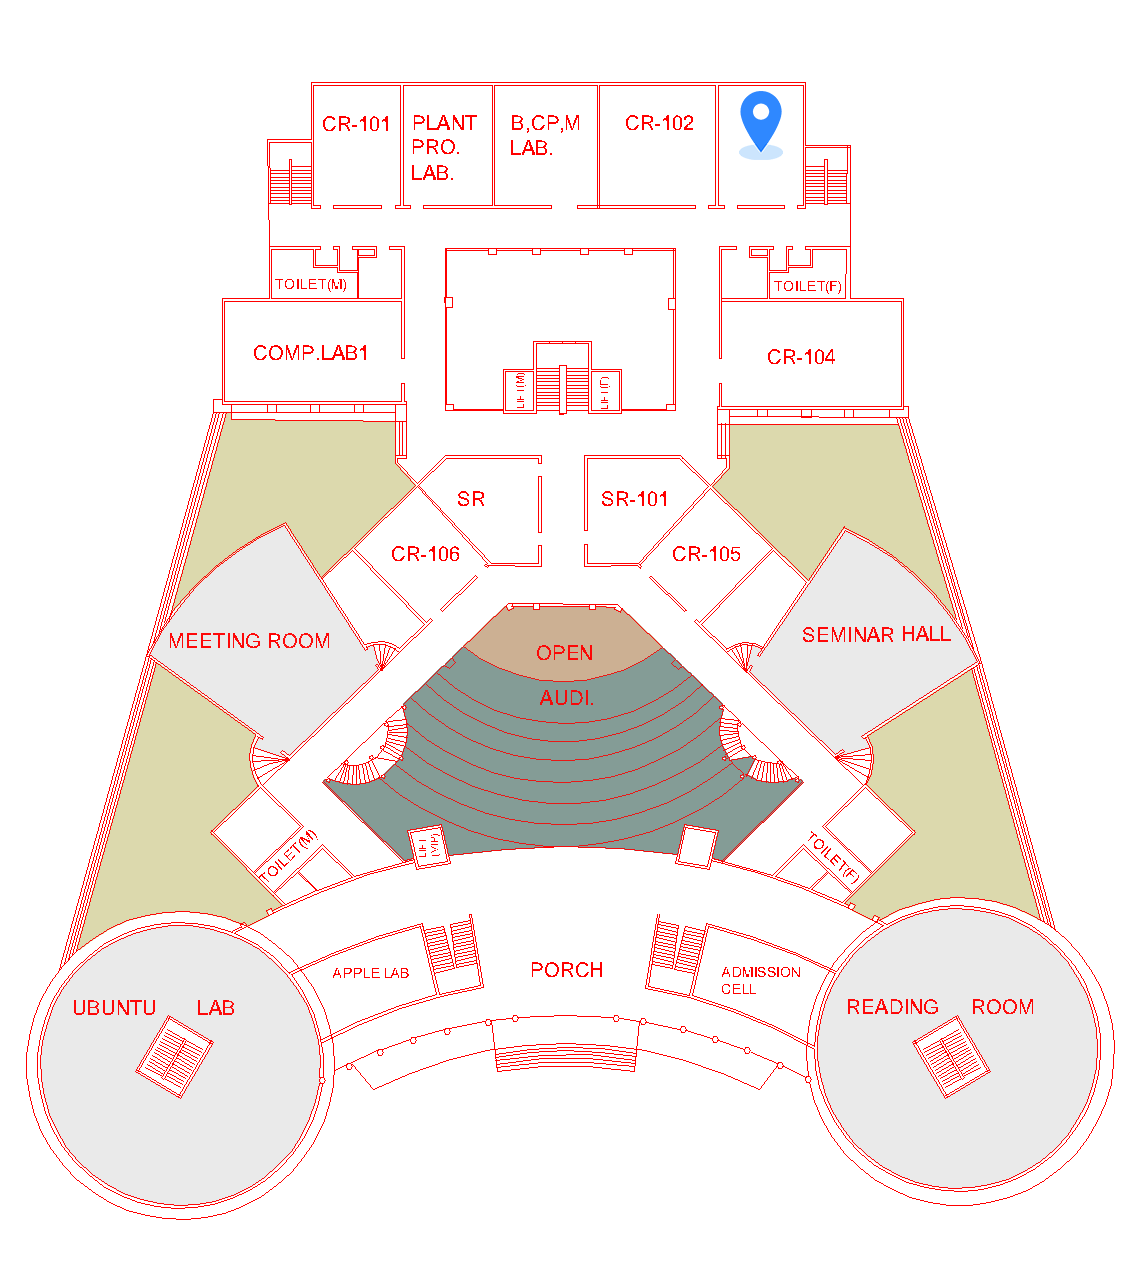 CR-101
PLANT
PRO.
LAB.
B,CP,M
LAB.
CR-102
TOILET(M)
TOILET(F)
COMP.LAB1
CR-104
LIFT(M)
LIFT(F)
SR
SR-101
CR-106
CR-105
MEETING ROOM
SEMINAR HALL
OPEN
AUDI.
TOILET(M)
LIFT
(VIP)
TOILET(F)
APPLE LAB
PORCH
ADMISSION
CELL
UBUNTU LAB
READING ROOM